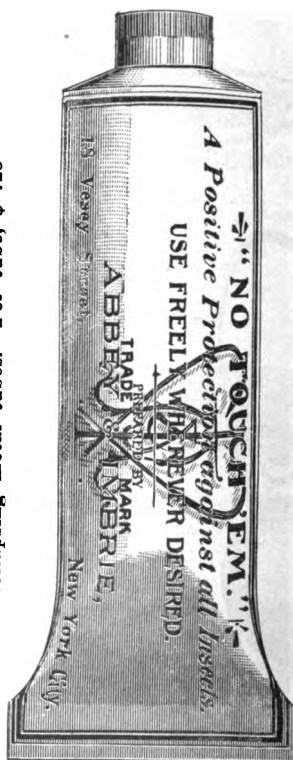 "NO TOUCH 'EM."
A Positive Protection against all Insects.
USE FREELY WHEREVER DESIRED.
PREPARED BY
TRADE MARK
ABBEY & IMBRIE,
18 Vesey Street,
New York City.